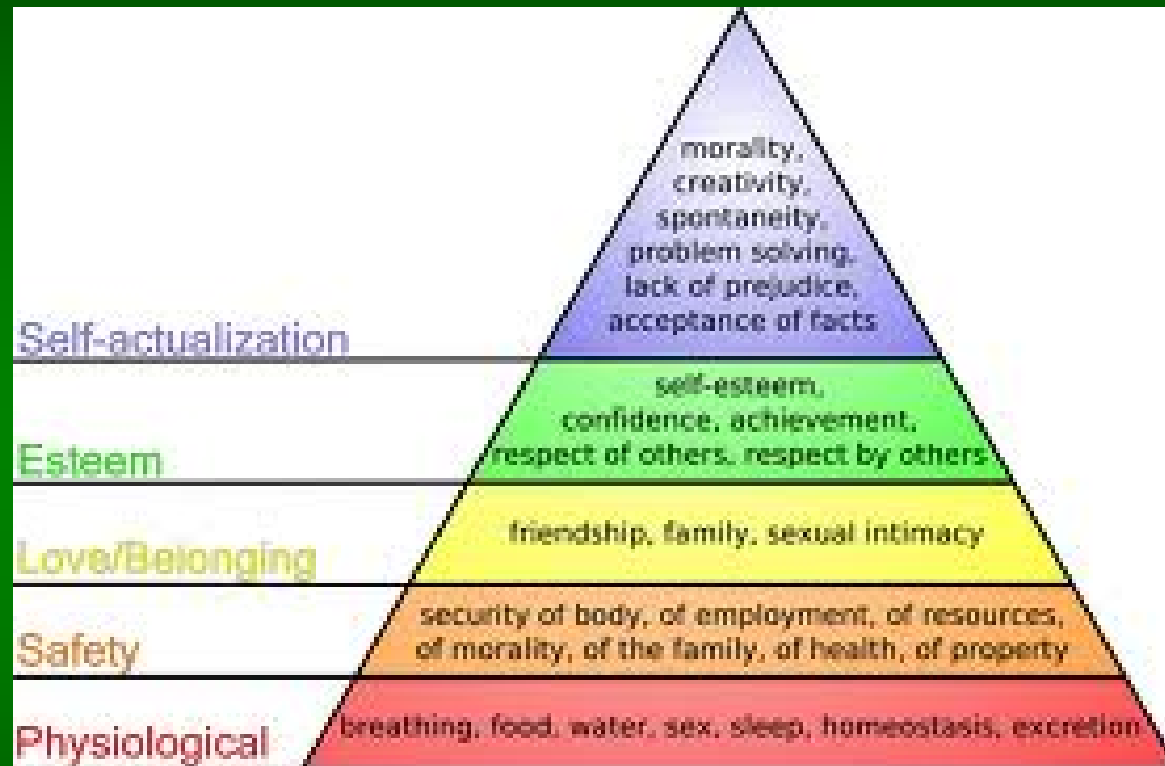 morality,
creativity,
spontaneity,
problem solving,
lack of prejudice,
acceptance of facts
Self-actualization
self-esteem,
confidence, achievement,
respect of others, respect by others
Esteem
friendship, family, sexual intimacy
Love/Belonging
security of body, of employment, of resources,
of morality, of the family, of health, of property
Safety
breathing, food, water, sex, sleep, homeostasis, excretion
Physiological